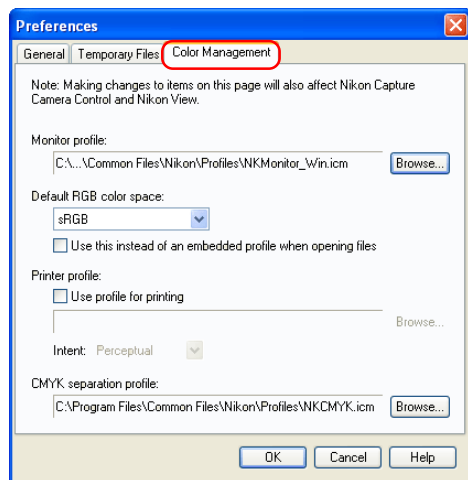 Preferences
General Temporary Files Color Management
Note: Making changes to items on this page will also affect Nikon Capture
Camera Control and Nikon View.
Monitor profile:
C:\...\Common Files\Nikon\Profiles\NKMonitor_Win.icm Browse...
Default RGB color space:
sRGB
Use this instead of an embedded profile when opening files
Printer profile:
Use profile for printing
Browse...
Intent: Perceptual
CMYK separation profile:
C:\Program Files\Common Files\Nikon\Profiles\NKCMYK.icm Browse...
OK Cancel Help